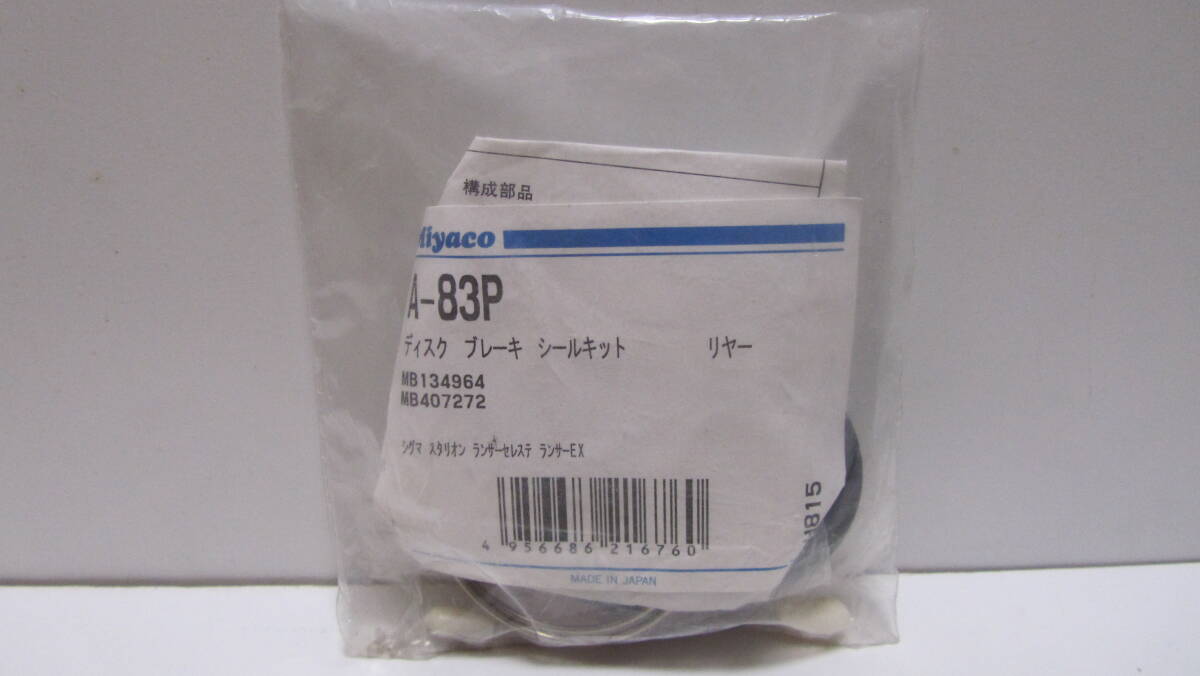 構成部品
Miyaco
A-83P
ディスク ブレーキ シールキット リヤー
MB134964
MB407272
シグマ スタリオン ランサーセレステ ランサーEX
H815
4 956686 216760
MADE IN JAPAN